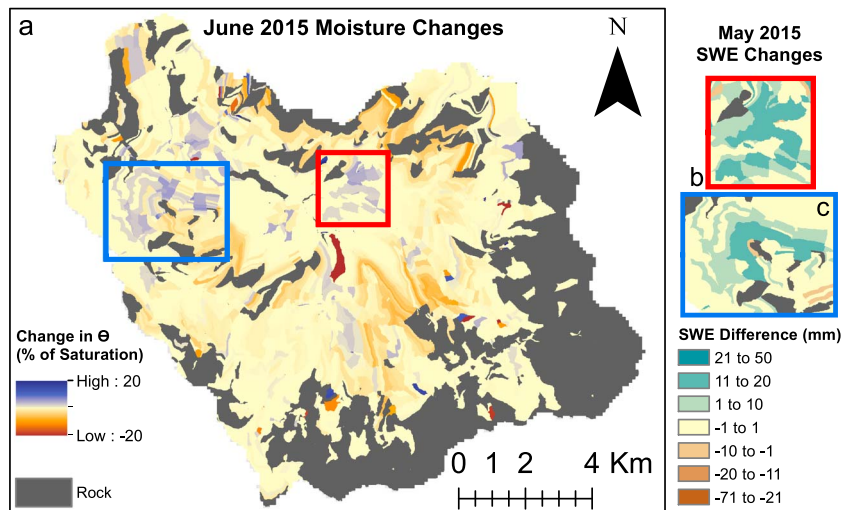 a
June 2015 Moisture Changes
N
Change in Ө
(% of Saturation)
High : 20
Low : -20
Rock
0 1 2 4 Km
May 2015
SWE Changes
b
c
SWE Difference (mm)
21 to 50
11 to 20
1 to 10
-1 to 1
-10 to -1
-20 to -11
-71 to -21